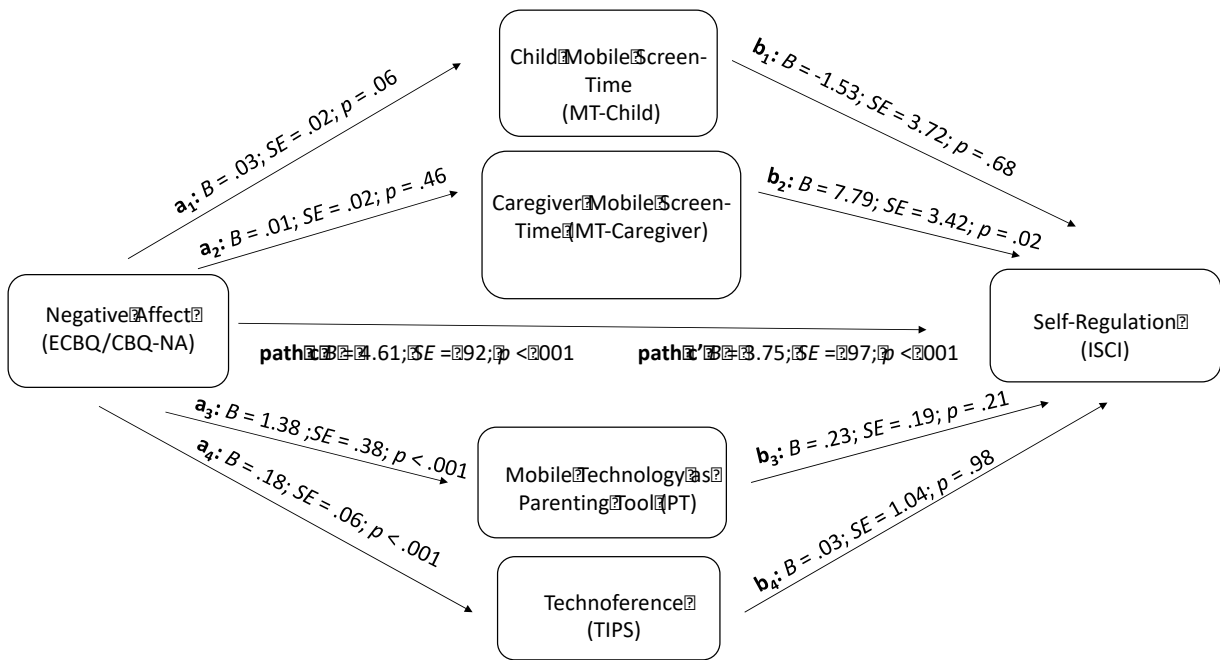 Child Mobile Screen-
Time
(MT-Child)
a₁: B = .03; SE = .02; p = .06
b₁: B = -1.53, SE = 3.72, p = .68
Caregiver Mobile Screen-
Time (MT-Caregiver)
a₂: B = .01; SE = .02; p = .46
b₂: B = 7.79; SE = 3.42; p = .02
Negative Affect
(ECBQ/CBQ-NA)
Self-Regulation
(ISCI)
path c B = 4.61; SE = .92; p < .001
path c' B = 3.75; SE = .97; p < .001
a₃: B = 1.38 ;SE = .38; p < .001
b₃: B = .23; SE = .19; p = .21
Mobile Technology as
Parenting Tool (PT)
a₄: B = .18; SE = .06; p < .001
b₄: B = .03; SE = 1.04; p = .98
Technoference
(TIPS)